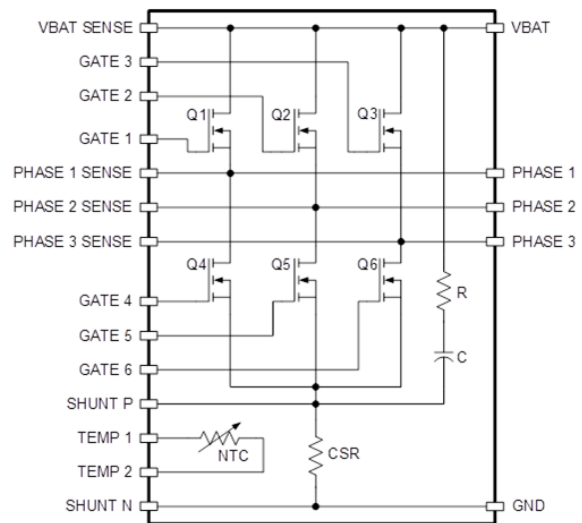 VBAT SENSE VBAT
GATE 3
GATE 2
Q1 Q2 Q3
GATE 1
PHASE 1 SENSE PHASE 1
PHASE 2 SENSE PHASE 2
PHASE 3 SENSE PHASE 3
Q4 Q5 Q6
R
GATE 4
GATE 5
C
GATE 6
SHUNT P
TEMP 1
NTC CSR
TEMP 2
SHUNT N GND